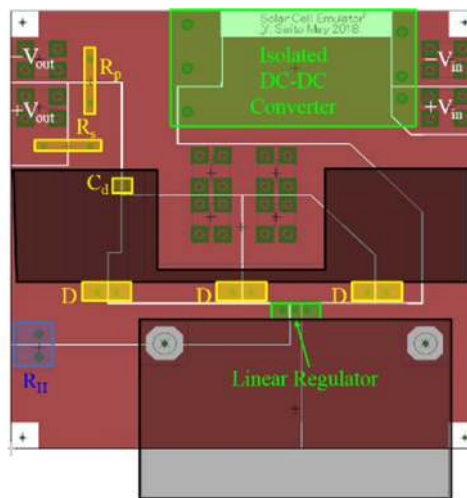 Solar Cell Emulator
Y. Saito May 2018
Isolated
DC-DC
Converter
−Vout
Rp
−Vin
+Vout
+Vin
Rs
Cd
D
D
D
RH
Linear Regulator